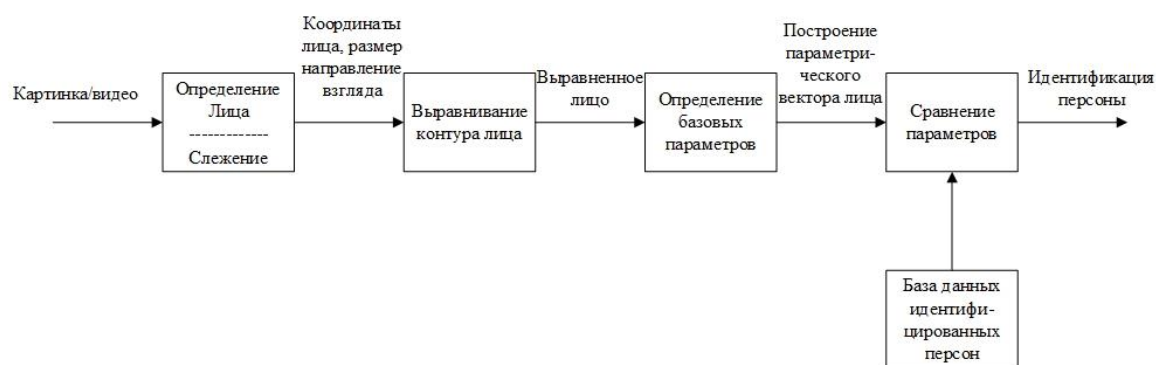 Картинка/видео
Определение
Лица
-------------
Слежение
Координаты
лица, размер
направление
взгляда
Выравнивание
контура лица
Выравненное
лицо
Определение
базовых
параметров
Построение
параметри-
ческого
вектора лица
Сравнение
параметров
Идентификация
персоны
База данных
идентифи-
цированных
персон